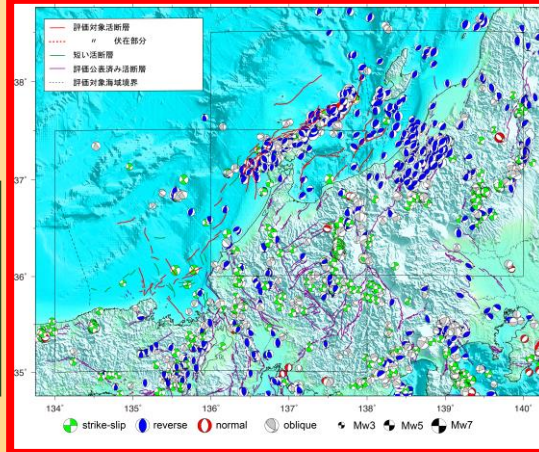 評価対象活断層
〃 伏在部分
短い活断層
評価公表済み活断層
評価対象海域境界
38°
37°
36°
35°
134° 135° 136° 137° 138° 139° 140°
strike-slip reverse normal oblique Mw3 Mw5 Mw7